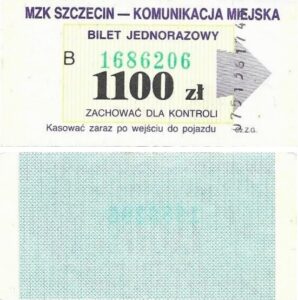 MZK SZCZECIN — KOMUNIKACJA MIEJSKA
BILET JEDNORAZOWY
B 1686206
1100 zł
ZACHOWAĆ DLA KONTROLI
Kasować zaraz po wejściu do pojazdu